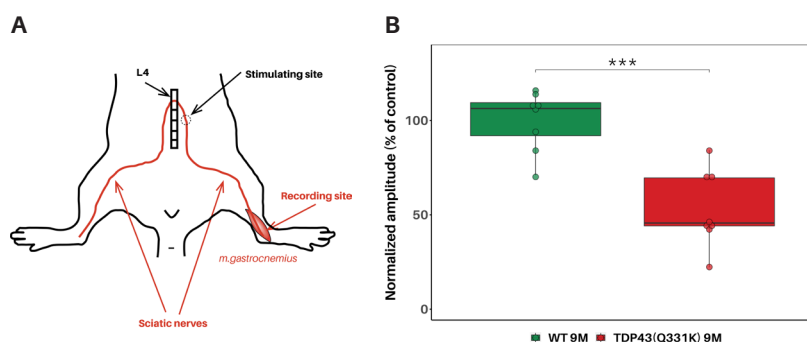 A
L4
Stimulating site
Recording site
m.gastrocnemius
Sciatic nerves
B
***
Normalized amplitude (% of control)
100
50
0
WT 9M TDP43(Q331K) 9M